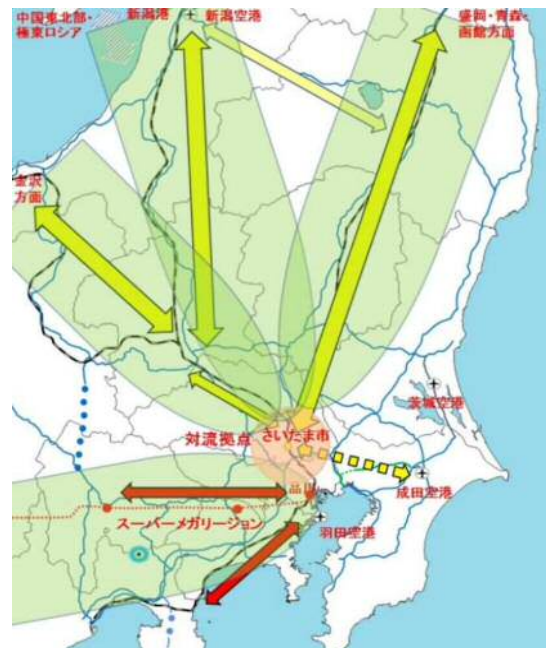 中国東北部・
極東ロシア
新潟港
新潟空港
盛岡・青森・
函館方面
金沢
方面
茨城空港
対流拠点
さいたま市
成田空港
品川
スーパーメガリージョン
羽田空港